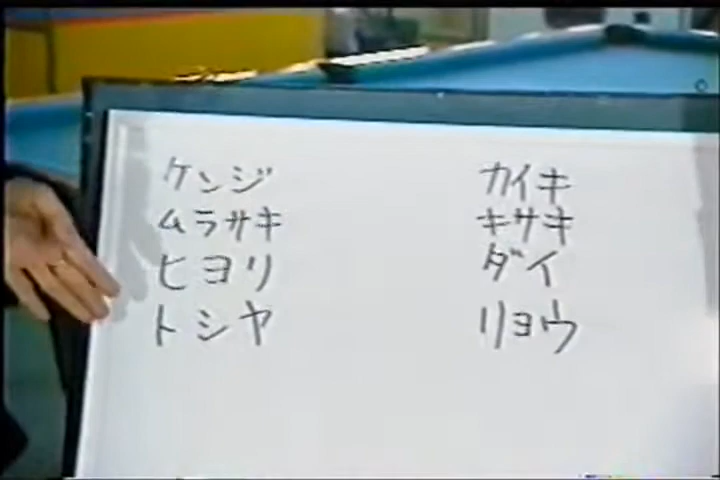 ケンジ
ムラサキ
ヒヨリ
トシヤ
カイキ
キサキ
ダイ
リョウ